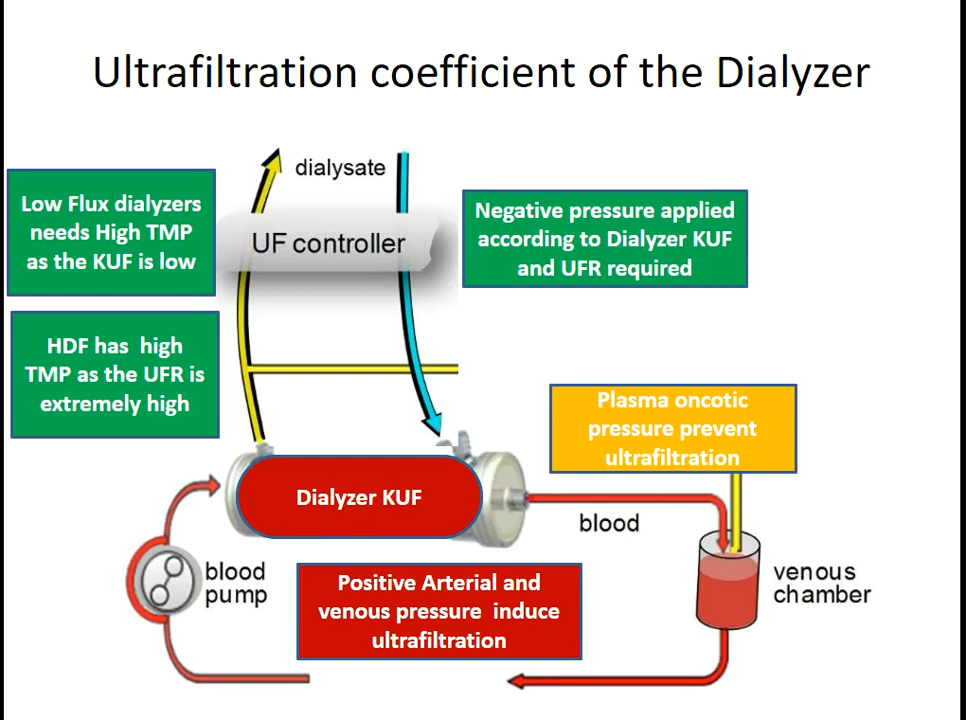 Ultrafiltration coefficient of the Dialyzer
dialysate
Low Flux dialyzers
needs High TMP
as the KUF is low
UF controller
Negative pressure applied
according to Dialyzer KUF
and UFR required
HDF has high
TMP as the UFR is
extremely high
Plasma oncotic
pressure prevent
ultrafiltration
Dialyzer KUF
blood
blood
pump
Positive Arterial and
venous pressure induce
ultrafiltration
venous
chamber